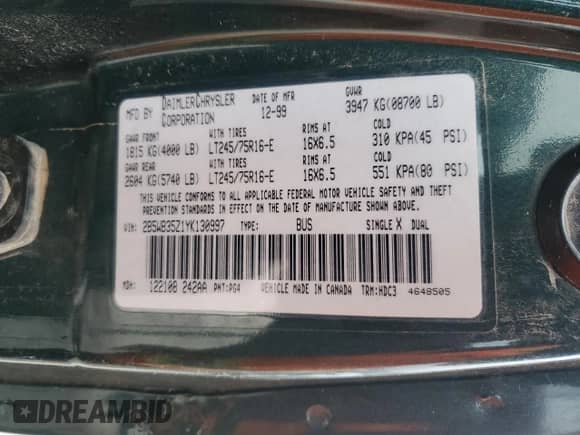 MFD BY DAIMLERCHRYSLER CORPORATION DATE OF MFR 12-99 GVWR 3947 KG(08700 LB)
GAWR FRONT WITH TIRES RIMS AT COLD
1815 KG(4000 LB) LT245/75R16-E 16X6.5 310 KPA(45 PSI)
GAWR REAR WITH TIRES RIMS AT COLD
2604 KG(5740 LB) LT245/75R16-E 16X6.5 551 KPA(80 PSI)
THIS VEHICLE CONFORMS TO ALL APPLICABLE FEDERAL MOTOR VEHICLE SAFETY AND THEFT
PREVENTION STANDARDS IN EFFECT ON THE DATE OF MANUFACTURE SHOWN ABOVE.
VIN: 2B5WB35Z1YK130997 TYPE: BUS SINGLE X DUAL
MDH: 122108 242AA PNT:PG4 VEHICLE MADE IN CANADA TRM:HDC3 4648505
DREAMBID